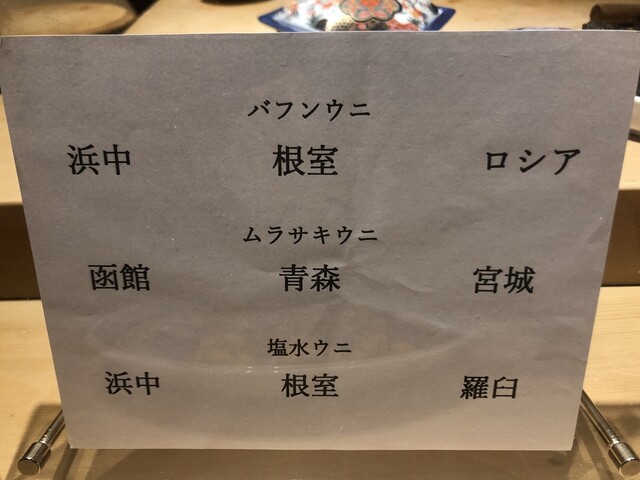 バフンウニ
浜中 根室 ロシア
ムラサキウニ
函館 青森 宮城
塩水ウニ
浜中 根室 羅臼